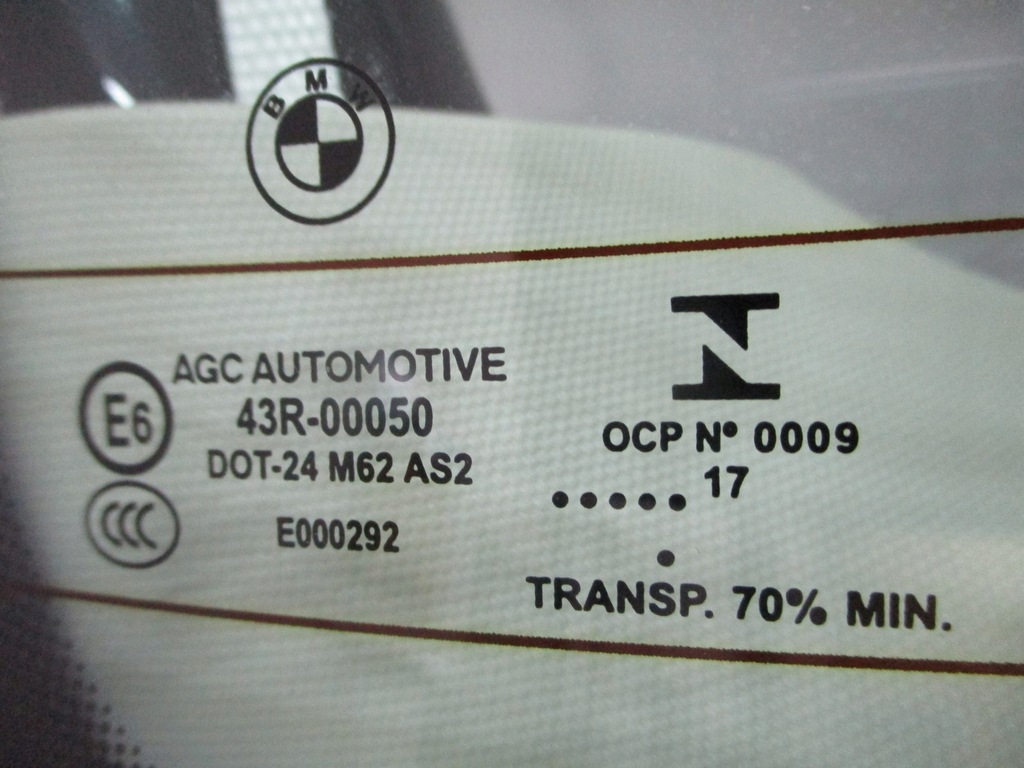 BMW
AGC AUTOMOTIVE
E6
43R-00050
DOT-24 M62 AS2
CCC
E000292
OCP Nº 0009
..... 17
.
TRANSP. 70% MIN.